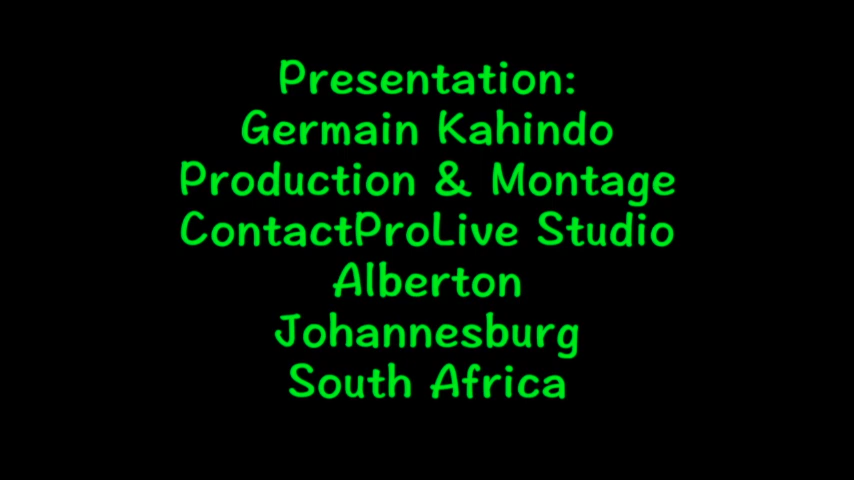 Presentation:
Germain Kahindo
Production & Montage
ContactProLive Studio
Alberton
Johannesburg
South Africa